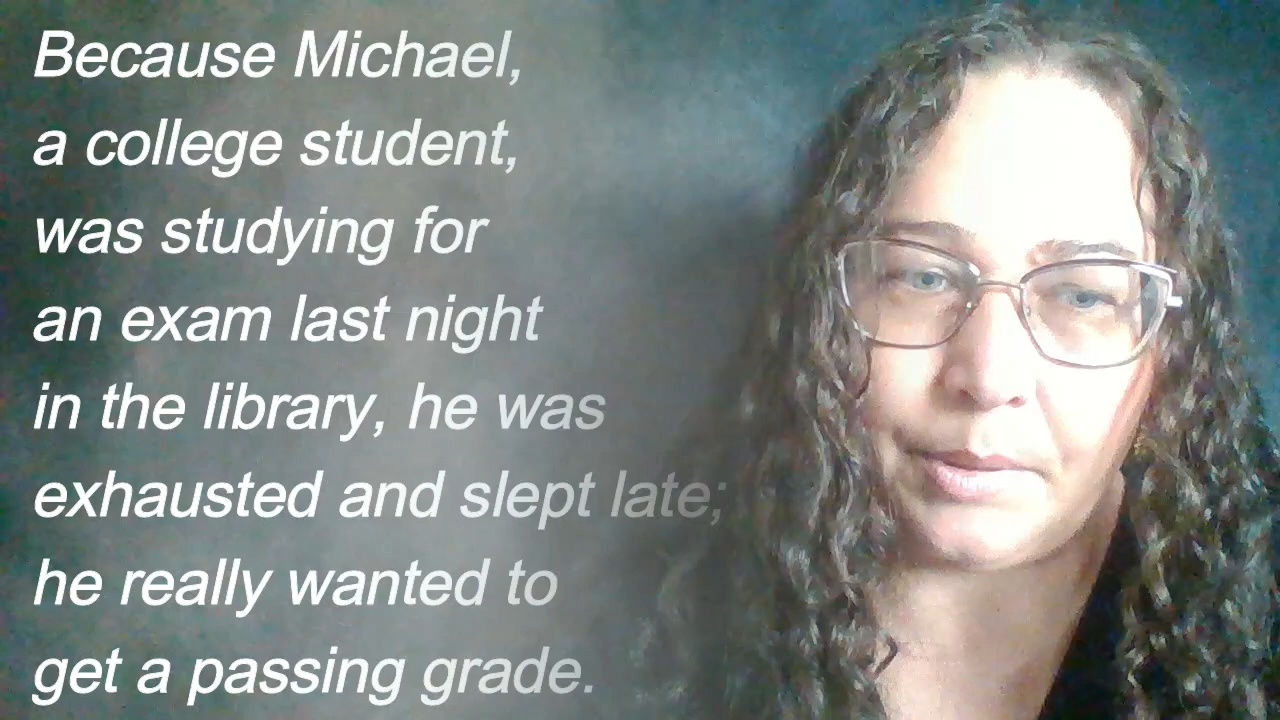 Because Michael,
a college student,
was studying for
an exam last night
in the library, he was
exhausted and slept late;
he really wanted to
get a passing grade.